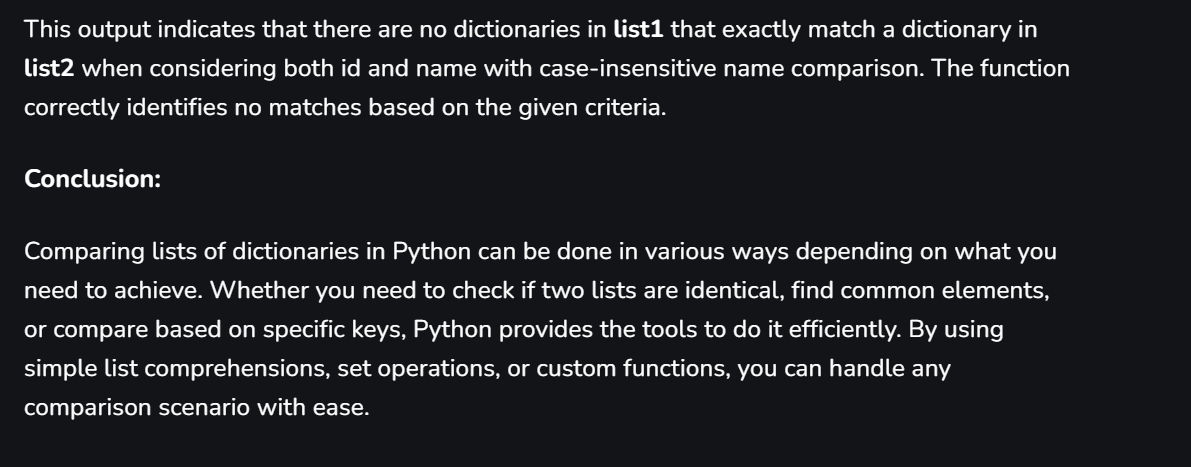 This output indicates that there are no dictionaries in list1 that exactly match a dictionary in
list2 when considering both id and name with case-insensitive name comparison. The function
correctly identifies no matches based on the given criteria.
Conclusion:
Comparing lists of dictionaries in Python can be done in various ways depending on what you
need to achieve. Whether you need to check if two lists are identical, find common elements,
or compare based on specific keys, Python provides the tools to do it efficiently. By using
simple list comprehensions, set operations, or custom functions, you can handle any
comparison scenario with ease.